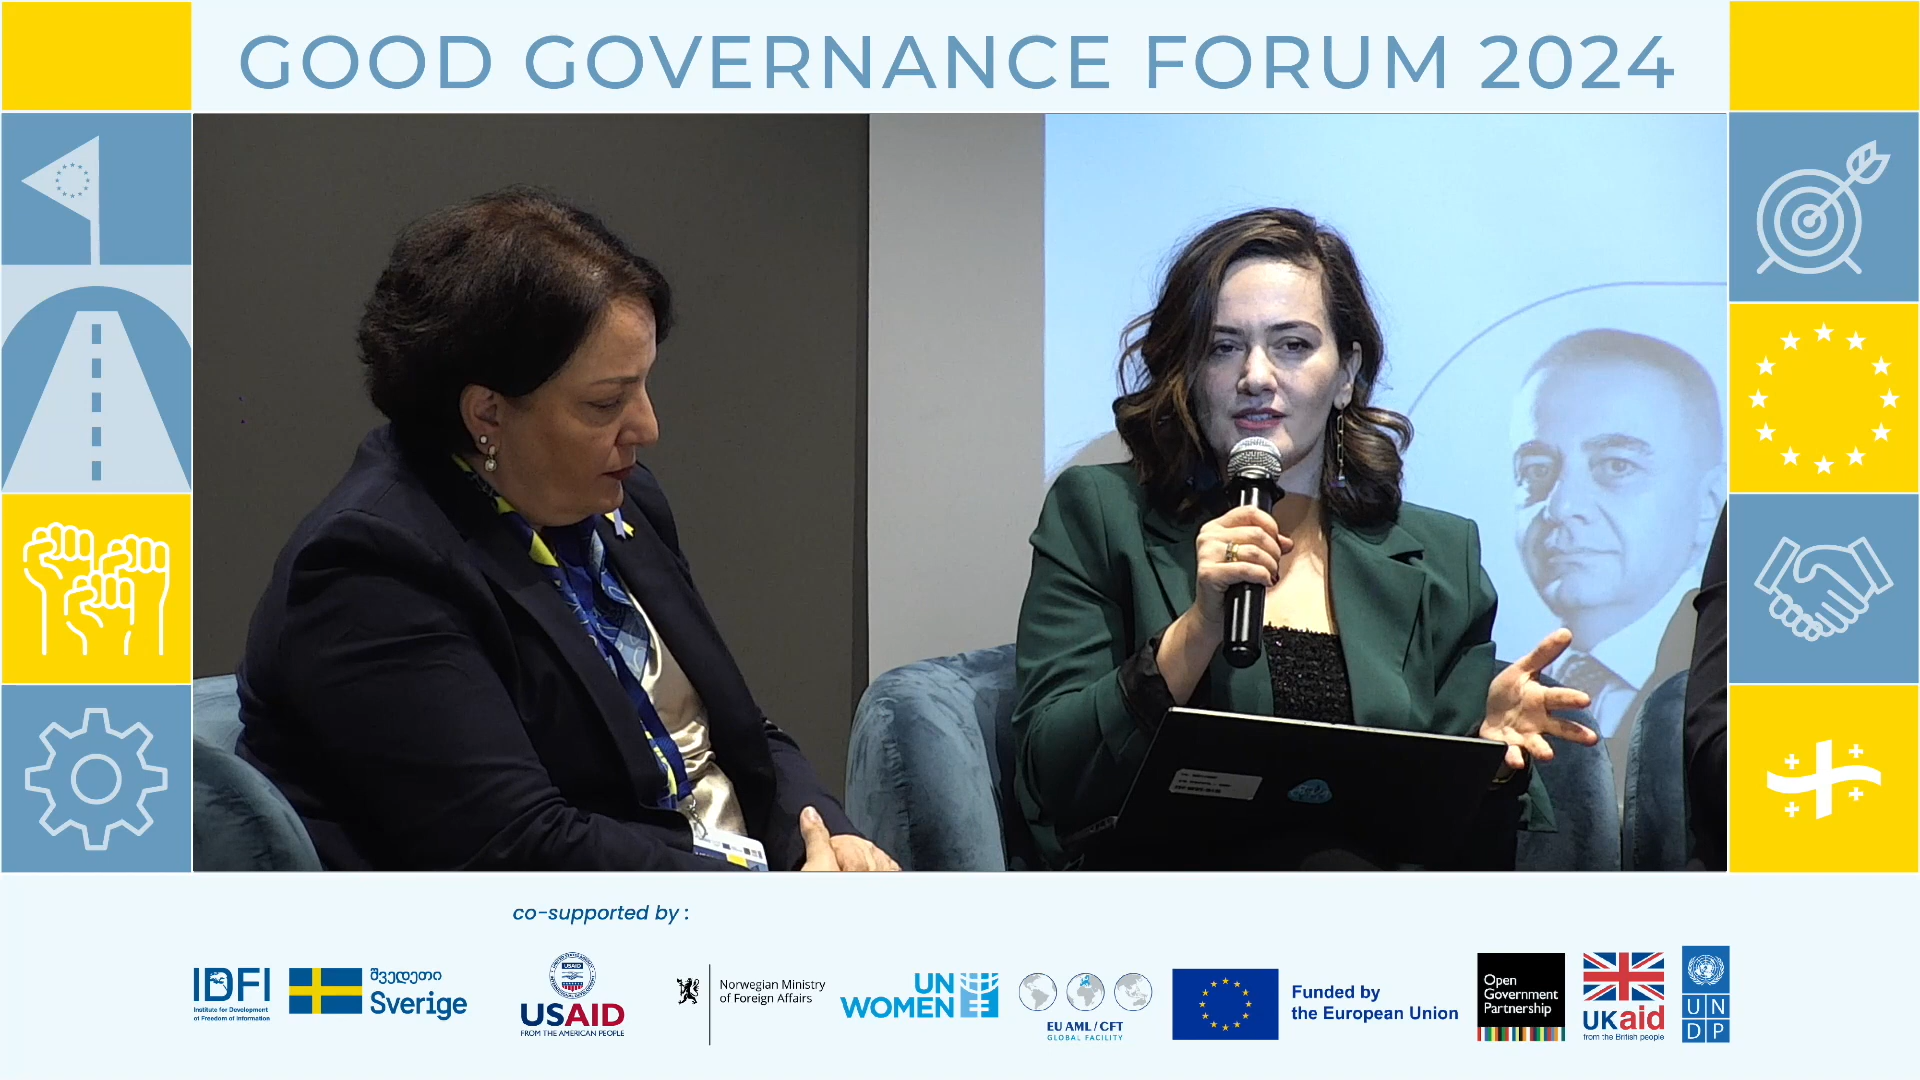 GOOD GOVERNANCE FORUM 2024
co-supported by :
IDFI
Institute for Development
of Freedom of Information
შვედეთი
Sverige
USAID
USAID
FROM THE AMERICAN PEOPLE
Norwegian Ministry
of Foreign Affairs
UN
WOMEN
EU AML / CFT
GLOBAL FACILITY
Funded by
the European Union
Open
Government
Partnership
UKaid
from the British people
UN
DP